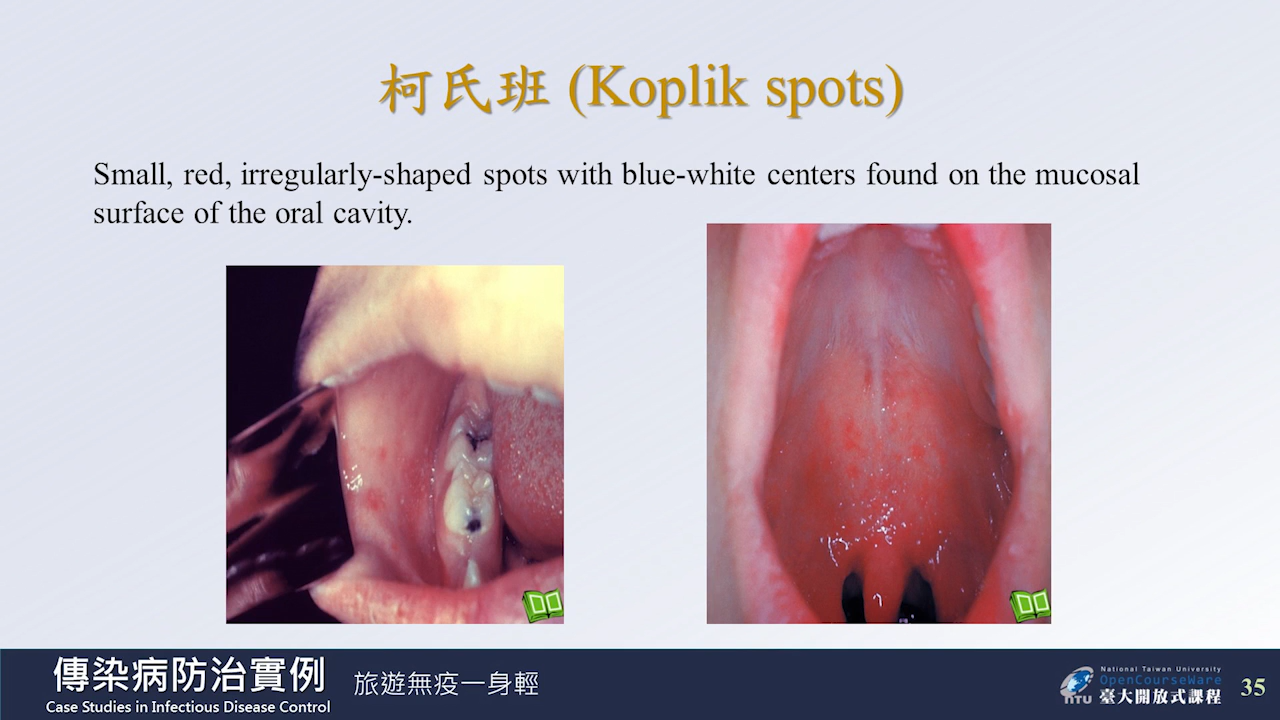 柯氏班 (Koplik spots)
Small, red, irregularly-shaped spots with blue-white centers found on the mucosal
surface of the oral cavity.
傳染病防治實例
Case Studies in Infectious Disease Control
旅遊無疫一身輕
NTU
National Taiwan University
OpenCourseWare
臺大開放式課程
35